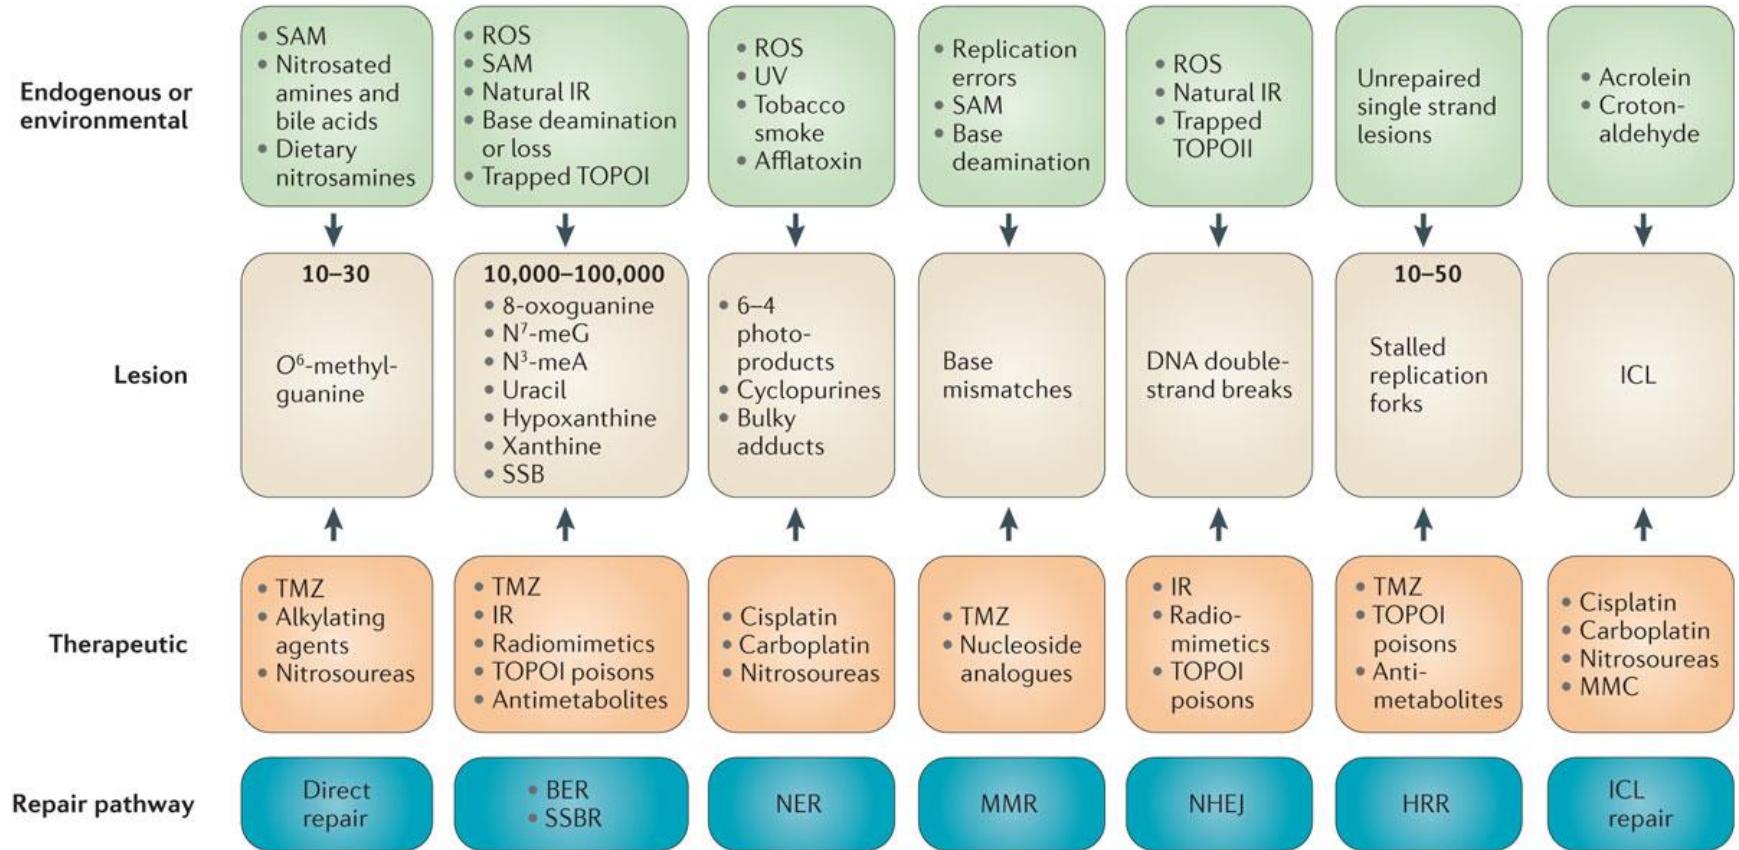 Endogenous or
environmental
• SAM
• Nitrosated
amines and
bile acids
• Dietary
nitrosamines
• ROS
• SAM
• Natural IR
• Base deamination
or loss
• Trapped TOPOI
• ROS
• UV
• Tobacco
smoke
• Afflatoxin
• Replication
errors
• SAM
• Base
deamination
• ROS
• Natural IR
• Trapped
TOPOII
Unrepaired
single strand
lesions
• Acrolein
• Croton-
aldehyde
Lesion
10–30
O⁶-methyl-
guanine
10,000–100,000
• 8-oxoguanine
• N⁷-meG
• N³-meA
• Uracil
• Hypoxanthine
• Xanthine
• SSB
• 6–4
photo-
products
• Cyclopurines
• Bulky
adducts
Base
mismatches
DNA double-
strand breaks
10–50
Stalled
replication
forks
ICL
Therapeutic
• TMZ
• Alkylating
agents
• Nitrosoureas
• TMZ
• IR
• Radiomimetics
• TOPOI poisons
• Antimetabolites
• Cisplatin
• Carboplatin
• Nitrosoureas
• TMZ
• Nucleoside
analogues
• IR
• Radio-
mimetics
• TOPOI
poisons
• TMZ
• TOPOI
poisons
• Anti-
metabolites
• Cisplatin
• Carboplatin
• Nitrosoureas
• MMC
Repair pathway
Direct
repair
• BER
• SSBR
NER
MMR
NHEJ
HRR
ICL
repair